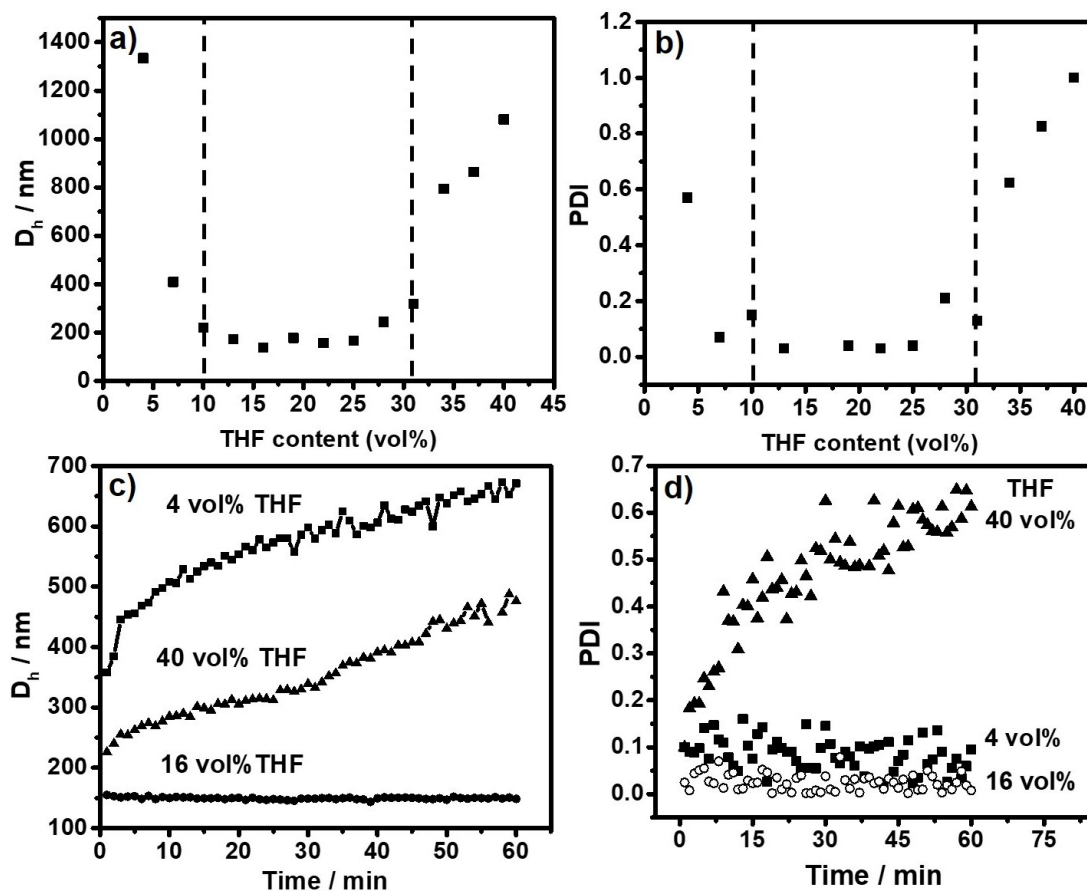 a)
1400
1200
1000
800
600
400
200
0
D_h / nm
0 5 10 15 20 25 30 35 40 45
THF content (vol%)
b)
1.2
1.0
0.8
0.6
0.4
0.2
0.0
PDI
0 5 10 15 20 25 30 35 40
THF content (vol%)
c)
700
600
500
400
300
200
100
D_h / nm
4 vol% THF
40 vol% THF
16 vol% THF
0 10 20 30 40 50 60
Time / min
d)
0.7
0.6
0.5
0.4
0.3
0.2
0.1
0.0
PDI
THF
40 vol%
4 vol%
16 vol%
0 15 30 45 60 75
Time / min